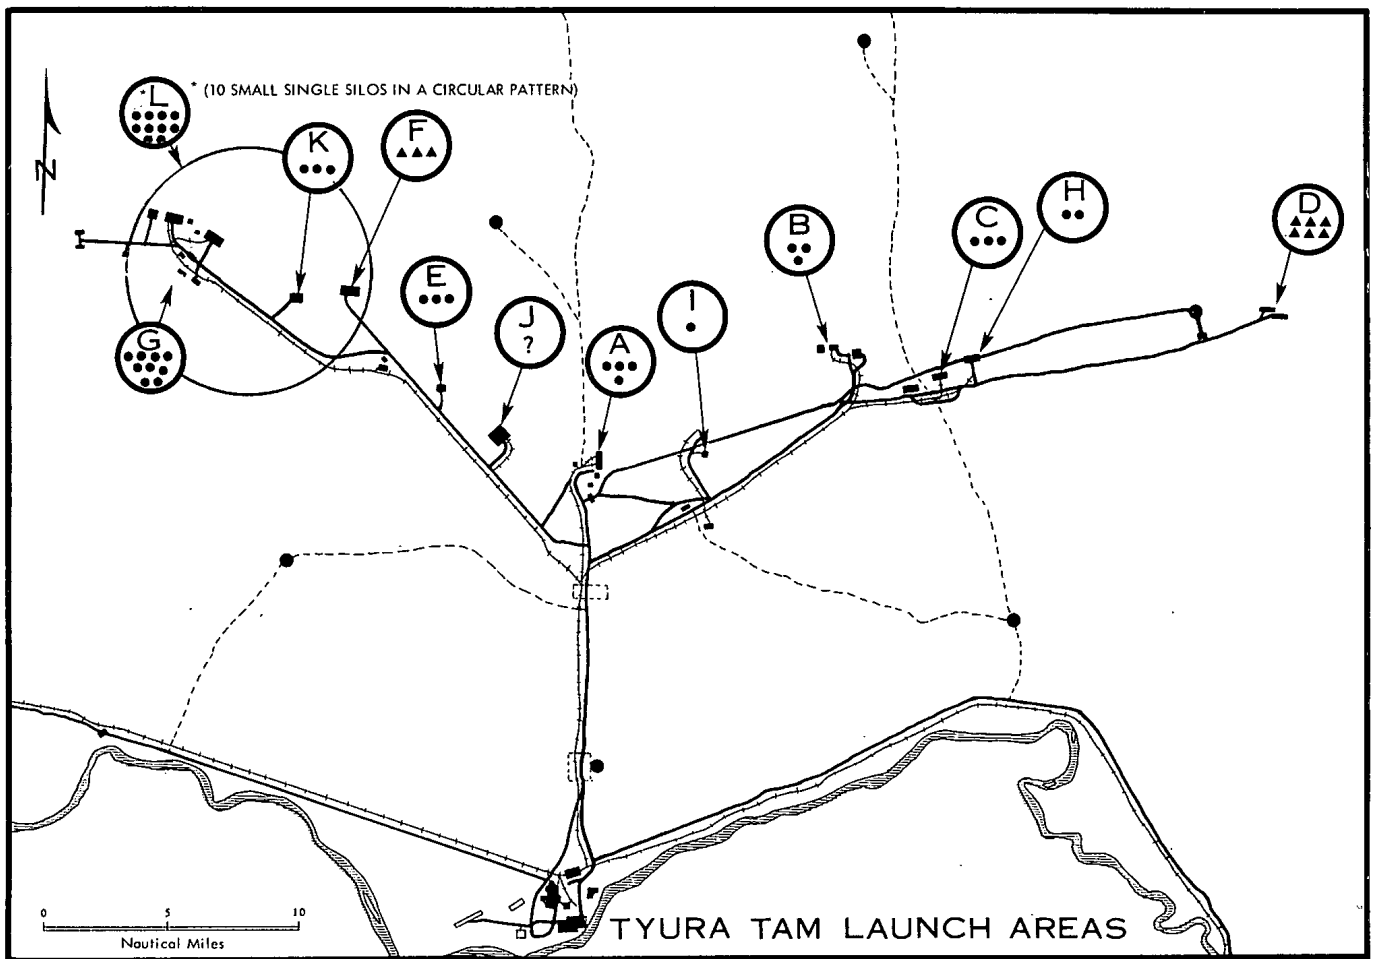 * (10 SMALL SINGLE SILOS IN A CIRCULAR PATTERN)
*L
K
F
N
B
C
H
D
E
J
?
I
A
G
0 5 10
Nautical Miles
TYURA TAM LAUNCH AREAS